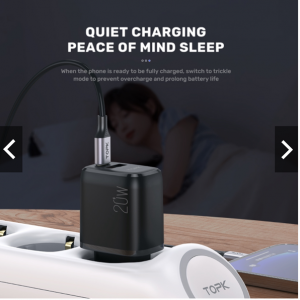 QUIET CHARGING
PEACE OF MIND SLEEP
When the phone is ready to be fully charged, switch to trickle
mode to prevent overcharge and prolong battery life
TOPK
20W
TOPK